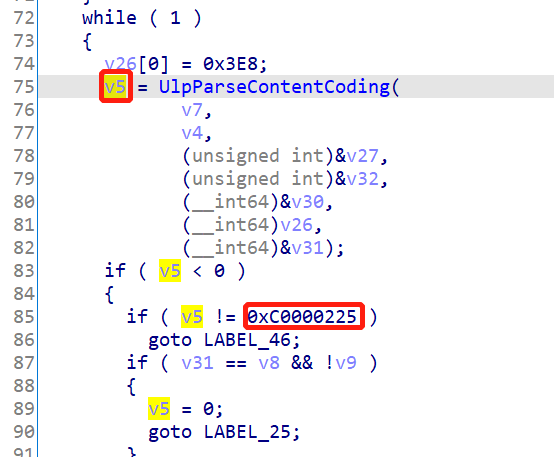 72 while ( 1 )
73 {
74 v26[0] = 0x3E8;
75 v5 = UlpParseContentCoding(
76 v7,
77 v4,
78 (unsigned int)&v27,
79 (unsigned int)&v32,
80 (__int64)&v30,
81 (__int64)v26,
82 (__int64)&v31);
83 if ( v5 < 0 )
84 {
85 if ( v5 != 0xC0000225 )
86 goto LABEL_46;
87 if ( v31 == v8 && !v9 )
88 {
89 v5 = 0;
90 goto LABEL_25;
91 }